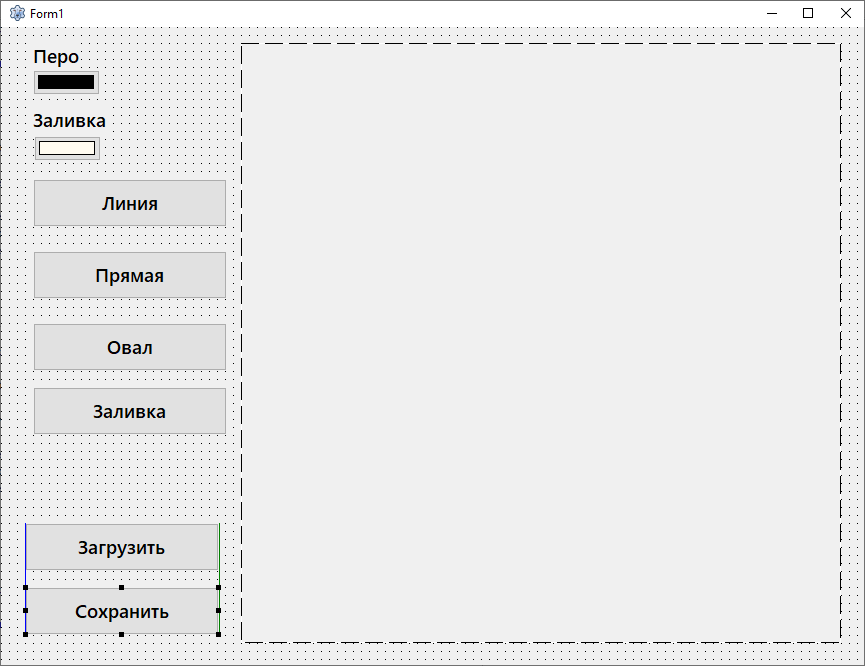 Form1
Перо
Заливка
Линия
Прямая
Овал
Заливка
Загрузить
Сохранить